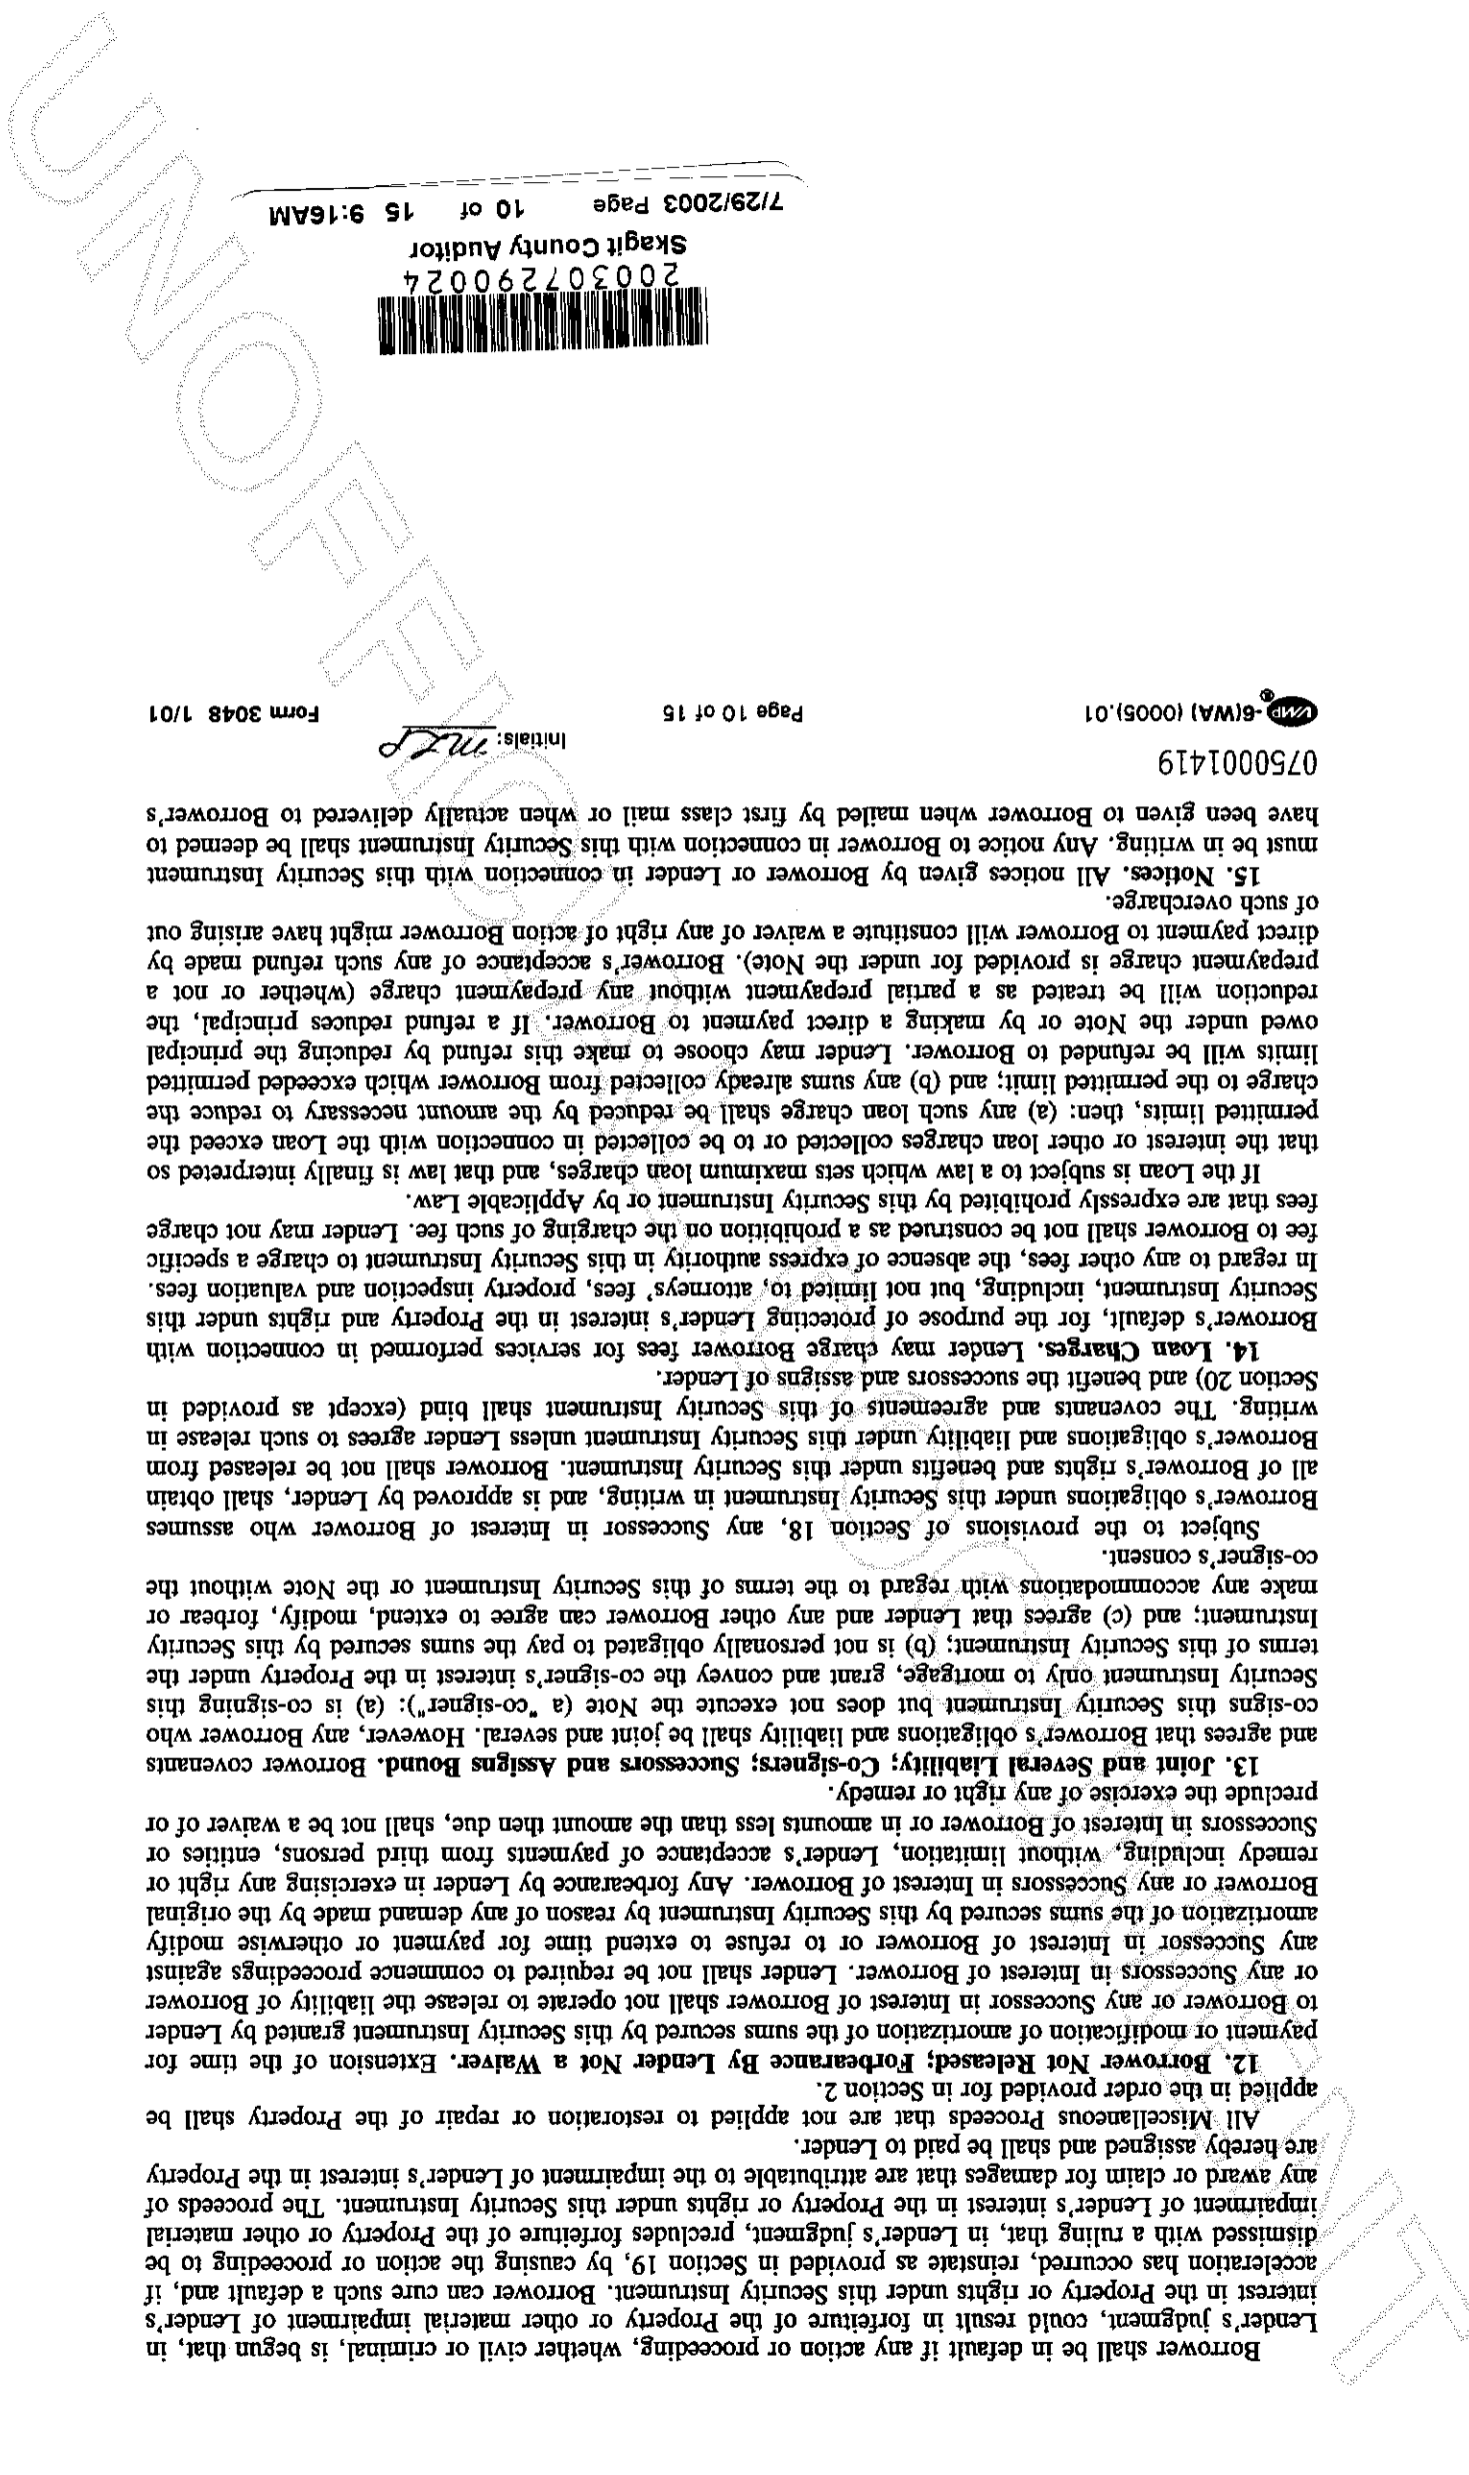 Borrower shall be in default if any action or proceeding, whether civil or criminal, is begun that, in
Lender's judgment, could result in forfeiture of the Property or other material impairment of Lender's
interest in the Property or rights under this Security Instrument. Borrower can cure such a default and, if
acceleration has occurred, reinstate as provided in Section 19, by causing the action or proceeding to be
dismissed with a ruling that, in Lender's judgment, precludes forfeiture of the Property or other material
impairment of Lender's interest in the Property or rights under this Security Instrument. The proceeds of
any award or claim for damages that are attributable to the impairment of Lender's interest in the Property
are hereby assigned and shall be paid to Lender.
All Miscellaneous Proceeds that are not applied to restoration or repair of the Property shall be
applied in the order provided for in Section 2.
12. Borrower Not Released; Forbearance By Lender Not a Waiver. Extension of the time for
payment or modification of amortization of the sums secured by this Security Instrument granted by Lender
to Borrower or any Successor in Interest of Borrower shall not operate to release the liability of Borrower
or any Successors in Interest of Borrower. Lender shall not be required to commence proceedings against
any Successor in Interest of Borrower or to refuse to extend time for payment or otherwise modify
amortization of the sums secured by this Security Instrument by reason of any demand made by the original
Borrower or any Successors in Interest of Borrower. Any forbearance by Lender in exercising any right or
remedy including, without limitation, Lender's acceptance of payments from third persons, entities or
Successors in Interest of Borrower or in amounts less than the amount then due, shall not be a waiver of or
preclude the exercise of any right or remedy.
13. Joint and Several Liability; Co-signers; Successors and Assigns Bound. Borrower covenants
and agrees that Borrower's obligations and liability shall be joint and several. However, any Borrower who
co-signs this Security Instrument but does not execute the Note (a "co-signer"): (a) is co-signing this
Security Instrument only to mortgage, grant and convey the co-signer's interest in the Property under the
terms of this Security Instrument; (b) is not personally obligated to pay the sums secured by this Security
Instrument; and (c) agrees that Lender and any other Borrower can agree to extend, modify, forbear or
make any accommodations with regard to the terms of this Security Instrument or the Note without the
co-signer's consent.
Subject to the provisions of Section 18, any Successor in Interest of Borrower who assumes
Borrower's obligations under this Security Instrument in writing, and is approved by Lender, shall obtain
all of Borrower's rights and benefits under this Security Instrument. Borrower shall not be released from
Borrower's obligations and liability under this Security Instrument unless Lender agrees to such release in
writing. The covenants and agreements of this Security Instrument shall bind (except as provided in
Section 20) and benefit the successors and assigns of Lender.
14. Loan Charges. Lender may charge Borrower fees for services performed in connection with
Borrower's default, for the purpose of protecting Lender's interest in the Property and rights under this
Security Instrument, including, but not limited to, attorneys' fees, property inspection and valuation fees.
In regard to any other fees, the absence of express authority in this Security Instrument to charge a specific
fee to Borrower shall not be construed as a prohibition on the charging of such fee. Lender may not charge
fees that are expressly prohibited by this Security Instrument or by Applicable Law.
If the Loan is subject to a law which sets maximum loan charges, and that law is finally interpreted so
that the interest or other loan charges collected or to be collected in connection with the Loan exceed the
permitted limits, then: (a) any such loan charge shall be reduced by the amount necessary to reduce the
charge to the permitted limit; and (b) any sums already collected from Borrower which exceeded permitted
limits will be refunded to Borrower. Lender may choose to make this refund by reducing the principal
owed under the Note or by making a direct payment to Borrower. If a refund reduces principal, the
reduction will be treated as a partial prepayment without any prepayment charge (whether or not a
prepayment charge is provided for under the Note). Borrower's acceptance of any such refund made by
direct payment to Borrower will constitute a waiver of any right of action Borrower might have arising out
of such overcharge.
15. Notices. All notices given by Borrower or Lender in connection with this Security Instrument
must be in writing. Any notice to Borrower in connection with this Security Instrument shall be deemed to
have been given to Borrower when mailed by first class mail or when actually delivered to Borrower's
0750001419
Initials:
VMP®-6(WA) (0005).01 Page 10 of 15 Form 3048 1/01
200307290024
Skagit County Auditor
7/29/2003 Page 10 of 15 9:16AM
UNOFFICIAL DOCUMENT